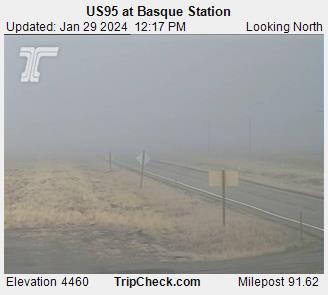 US95 at Basque Station
Updated: Jan 29 2024 12:17 PM Looking North
Elevation 4460 TripCheck.com Milepost 91.62